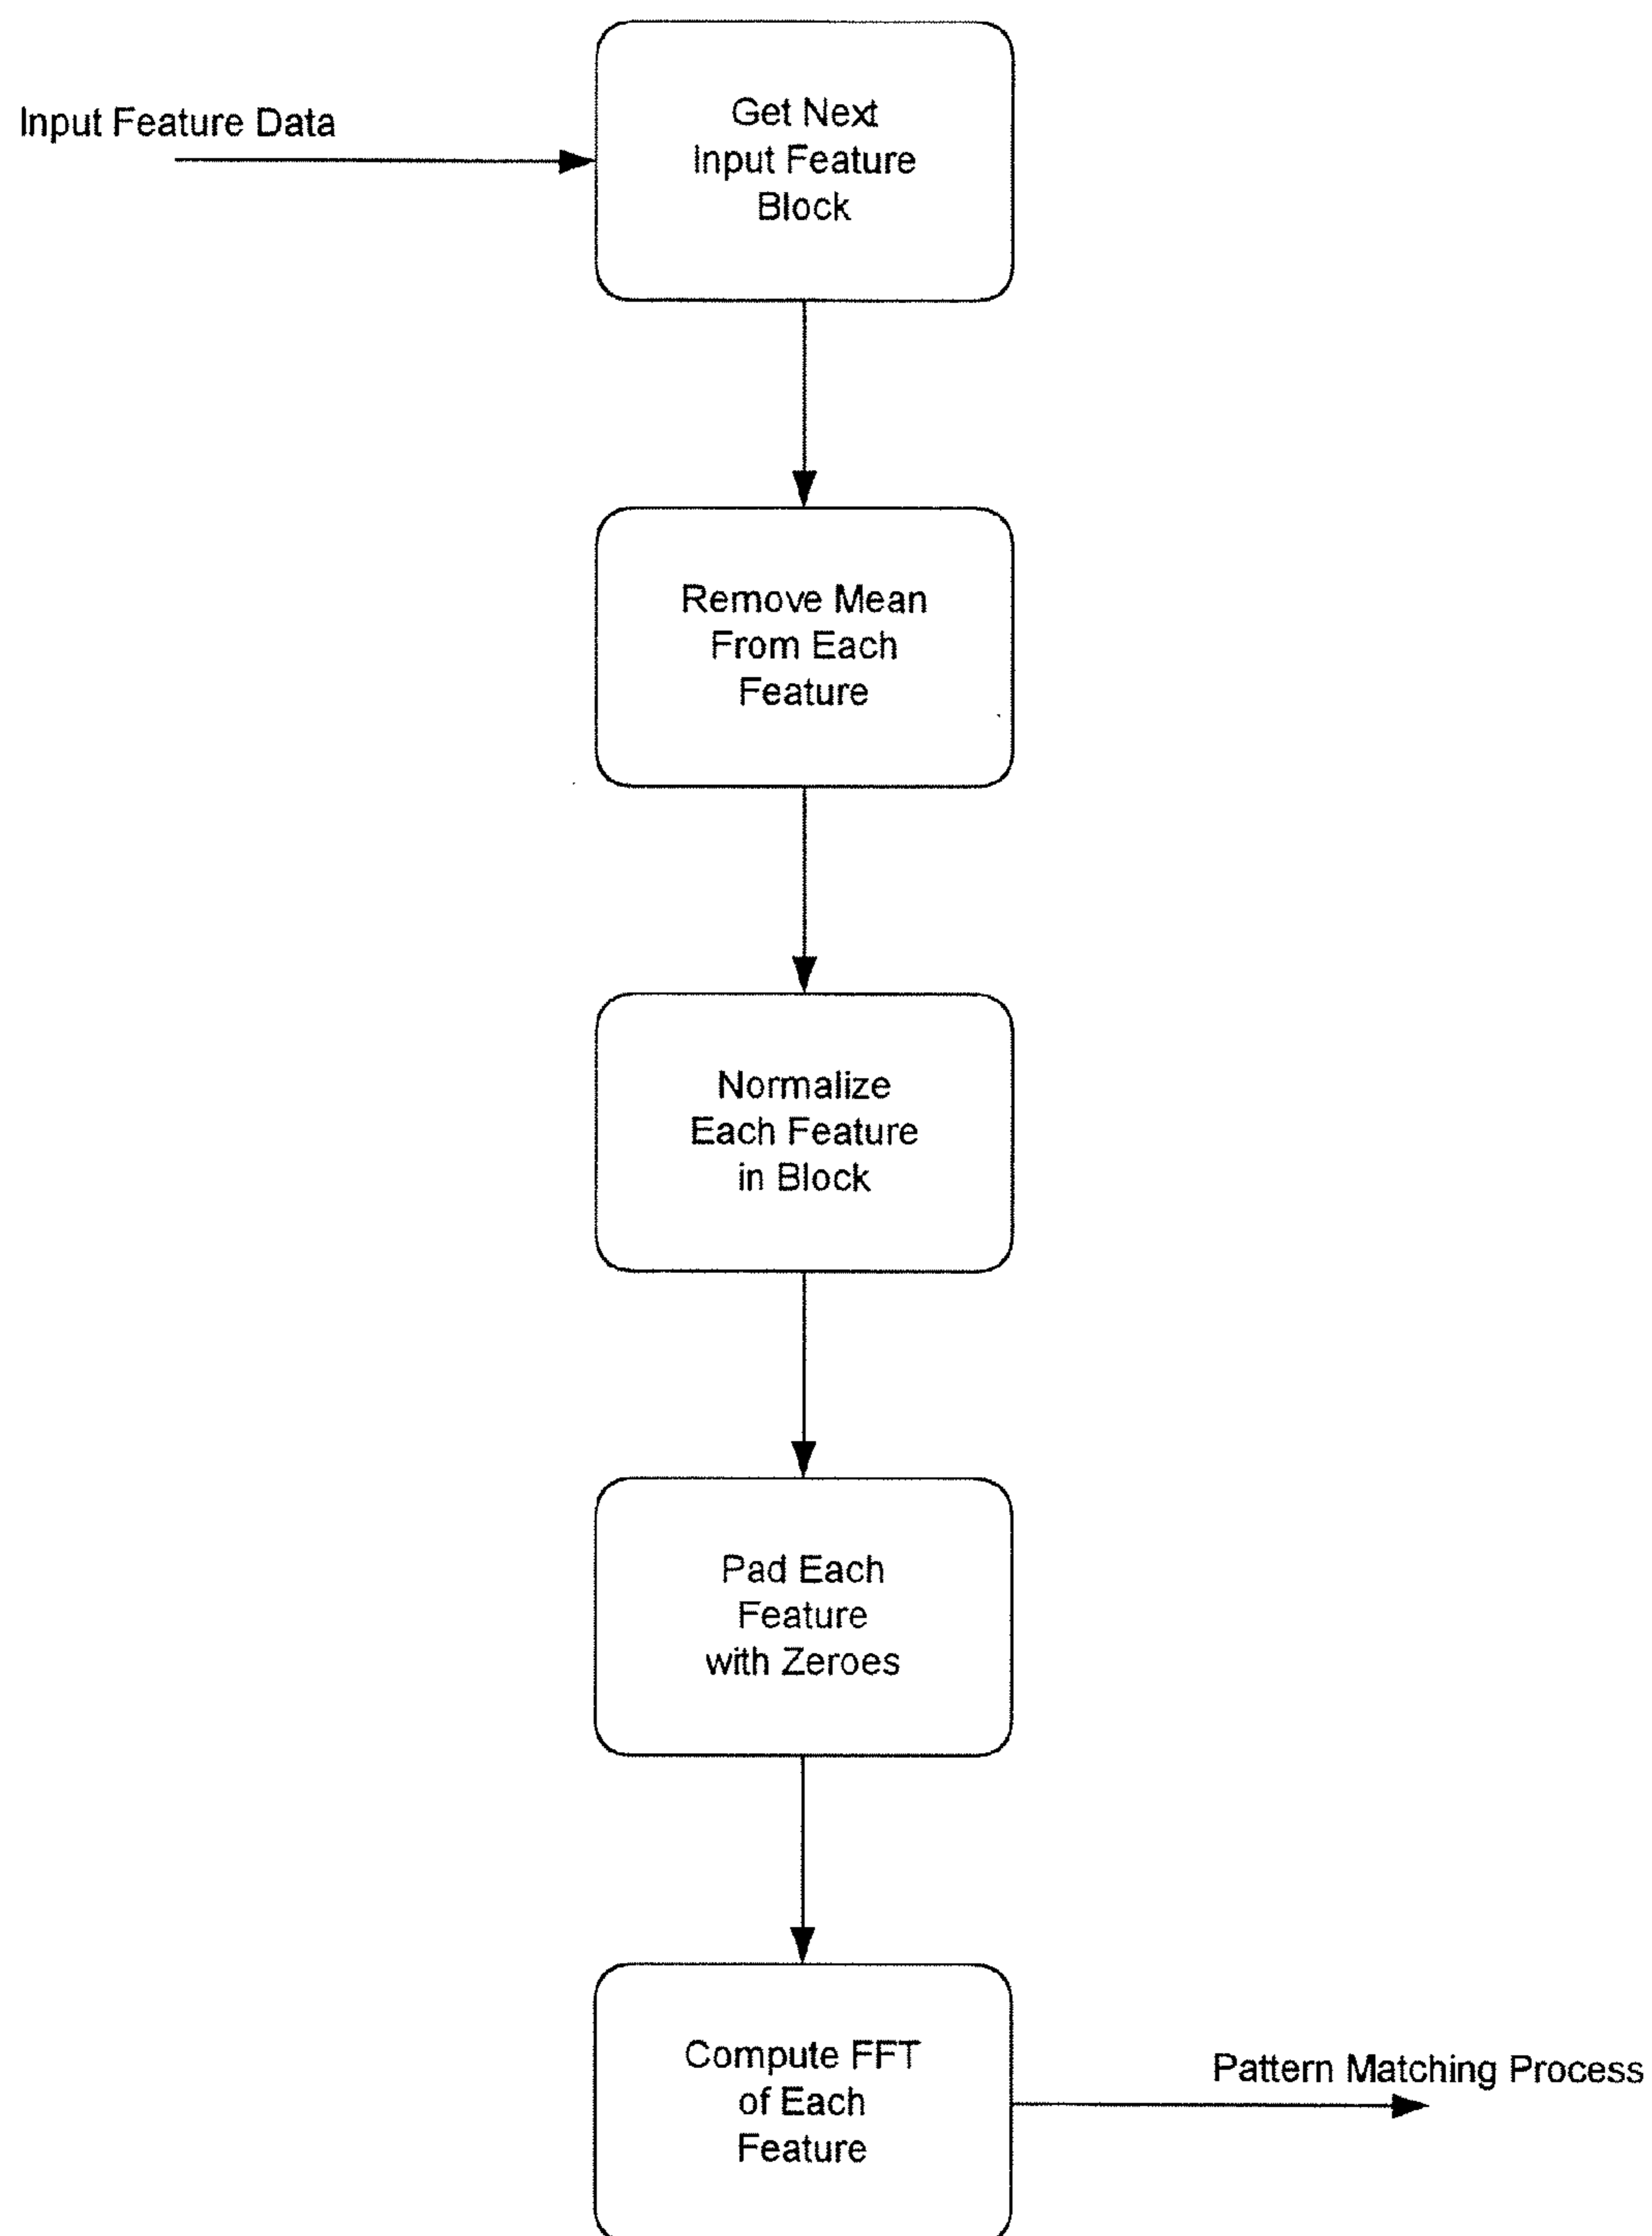 Input Feature Data
Get Next
Input Feature
Block
Remove Mean
From Each
Feature
Normalize
Each Feature
in Block
Pad Each
Feature
with Zeroes
Compute FFT
of Each
Feature
Pattern Matching Process